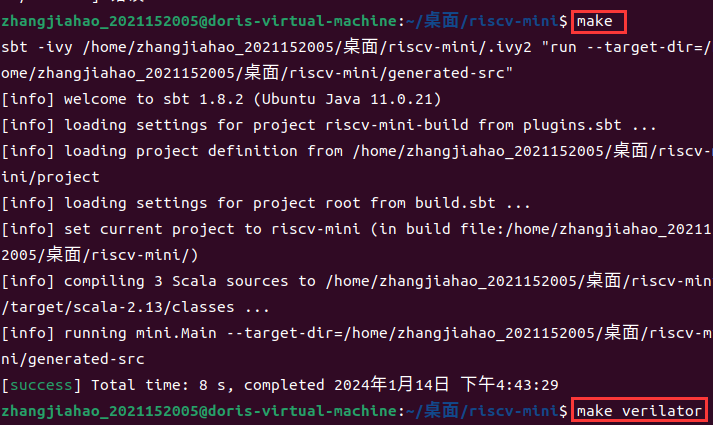 zhangjiahao_2021152005@doris-virtual-machine:~/桌面/riscv-mini$ make
sbt -ivy /home/zhangjiahao_2021152005/桌面/riscv-mini/.ivy2 "run --target-dir=/
ome/zhangjiahao_2021152005/桌面/riscv-mini/generated-src"
[info] welcome to sbt 1.8.2 (Ubuntu Java 11.0.21)
[info] loading settings for project riscv-mini-build from plugins.sbt ...
[info] loading project definition from /home/zhangjiahao_2021152005/桌面/riscv-m
ini/project
[info] loading settings for project root from build.sbt ...
[info] set current project to riscv-mini (in build file:/home/zhangjiahao_20211
2005/桌面/riscv-mini/)
[info] compiling 3 Scala sources to /home/zhangjiahao_2021152005/桌面/riscv-min
/target/scala-2.13/classes ...
[info] running mini.Main --target-dir=/home/zhangjiahao_2021152005/桌面/riscv-m
ni/generated-src
[success] Total time: 8 s, completed 2024年1月14日 下午4:43:29
zhangjiahao_2021152005@doris-virtual-machine:~/桌面/riscv-mini$ make verilator